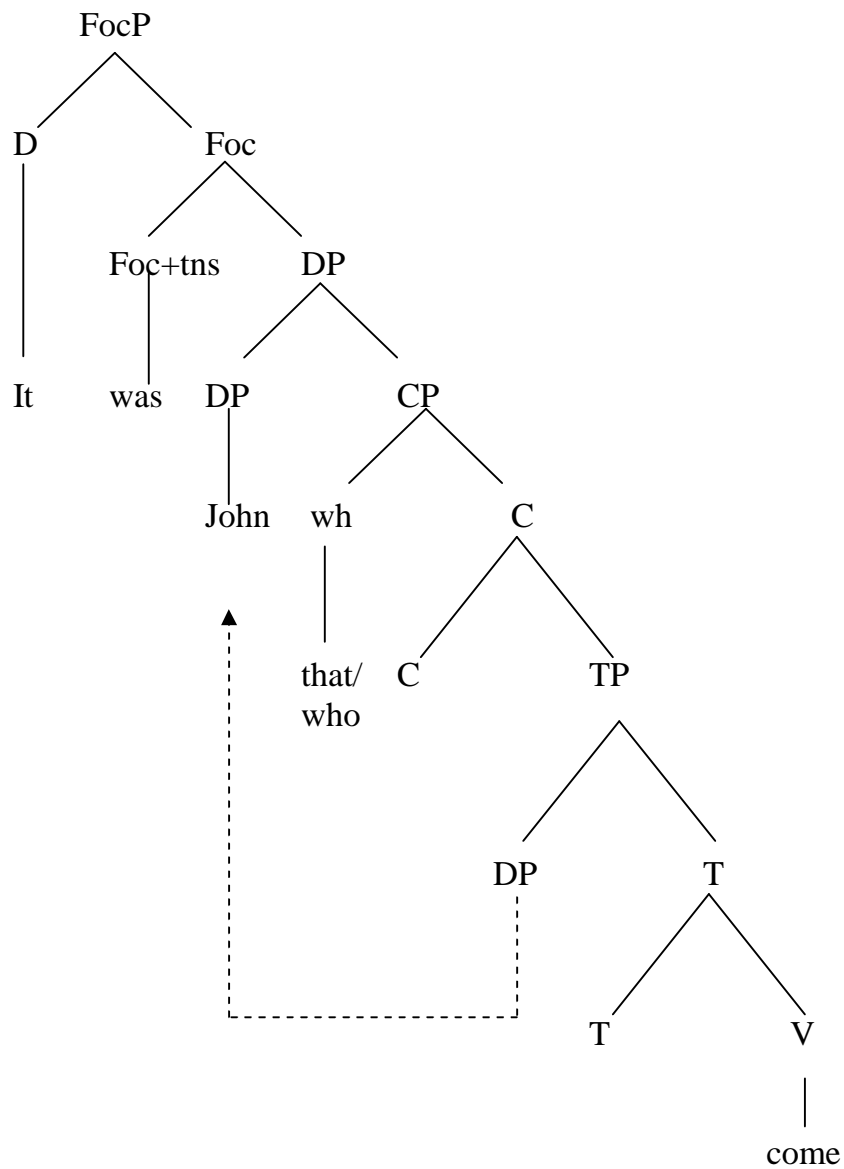 FocP
D Foc
Foc+tns DP
It was DP CP
John wh C
that/ C TP
who
DP T
T V
come